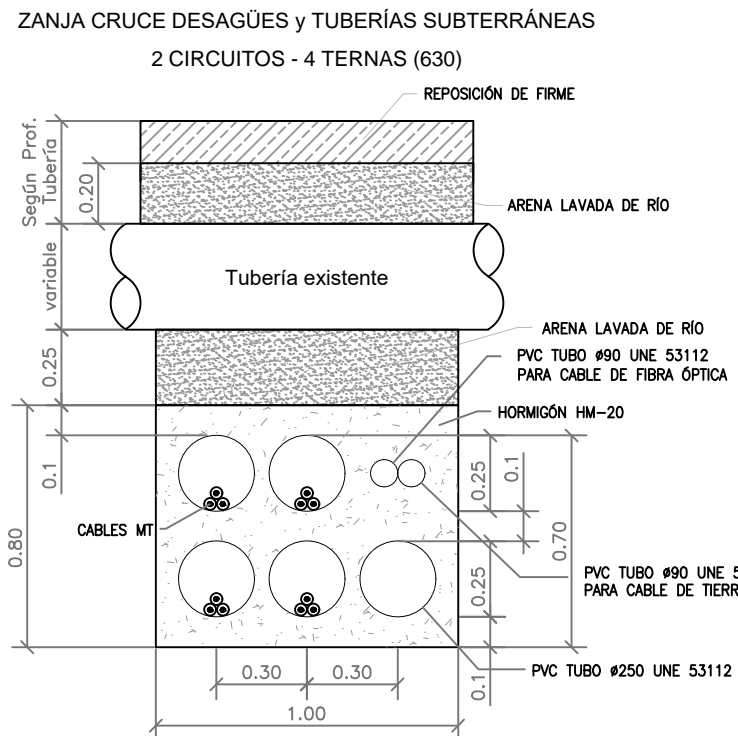 ZANJA CRUCE DESAGÜES y TUBERÍAS SUBTERRÁNEAS
2 CIRCUITOS - 4 TERNAS (630)
REPOSICIÓN DE FIRME
Según Prof.
Tubería
0.20
ARENA LAVADA DE RÍO
variable
Tubería existente
ARENA LAVADA DE RÍO
0.25
PVC TUBO ø90 UNE 53112
PARA CABLE DE FIBRA ÓPTICA
HORMIGÓN HM-20
0.1
0.25
0.1
CABLES MT
0.80
0.70
0.25
PVC TUBO ø90 UNE 5
PARA CABLE DE TIERR
0.30
0.30
0.1
PVC TUBO ø250 UNE 53112
1.00